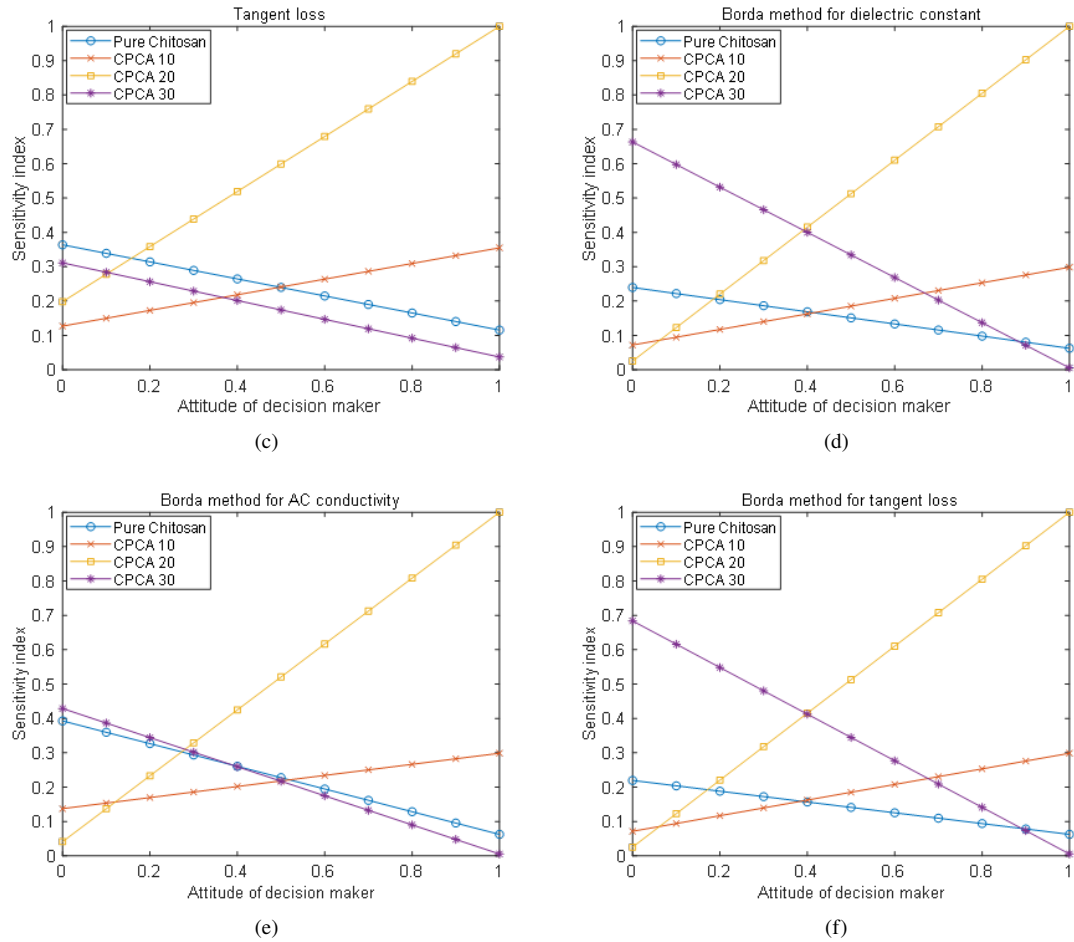 Tangent loss
Pure Chitosan
CPCA 10
CPCA 20
CPCA 30
Sensitivity index
1
0.9
0.8
0.7
0.6
0.5
0.4
0.3
0.2
0.1
0
0 0.2 0.4 0.6 0.8 1
Attitude of decision maker
(c)
Borda method for dielectric constant
Pure Chitosan
CPCA 10
CPCA 20
CPCA 30
Sensitivity index
1
0.9
0.8
0.7
0.6
0.5
0.4
0.3
0.2
0.1
0
0 0.2 0.4 0.6 0.8 1
Attitude of decision maker
(d)
Borda method for AC conductivity
Pure Chitosan
CPCA 10
CPCA 20
CPCA 30
Sensitivity index
1
0.9
0.8
0.7
0.6
0.5
0.4
0.3
0.2
0.1
0
0 0.2 0.4 0.6 0.8 1
Attitude of decision maker
(e)
Borda method for tangent loss
Pure Chitosan
CPCA 10
CPCA 20
CPCA 30
Sensitivity index
1
0.9
0.8
0.7
0.6
0.5
0.4
0.3
0.2
0.1
0
0 0.2 0.4 0.6 0.8 1
Attitude of decision maker
(f)